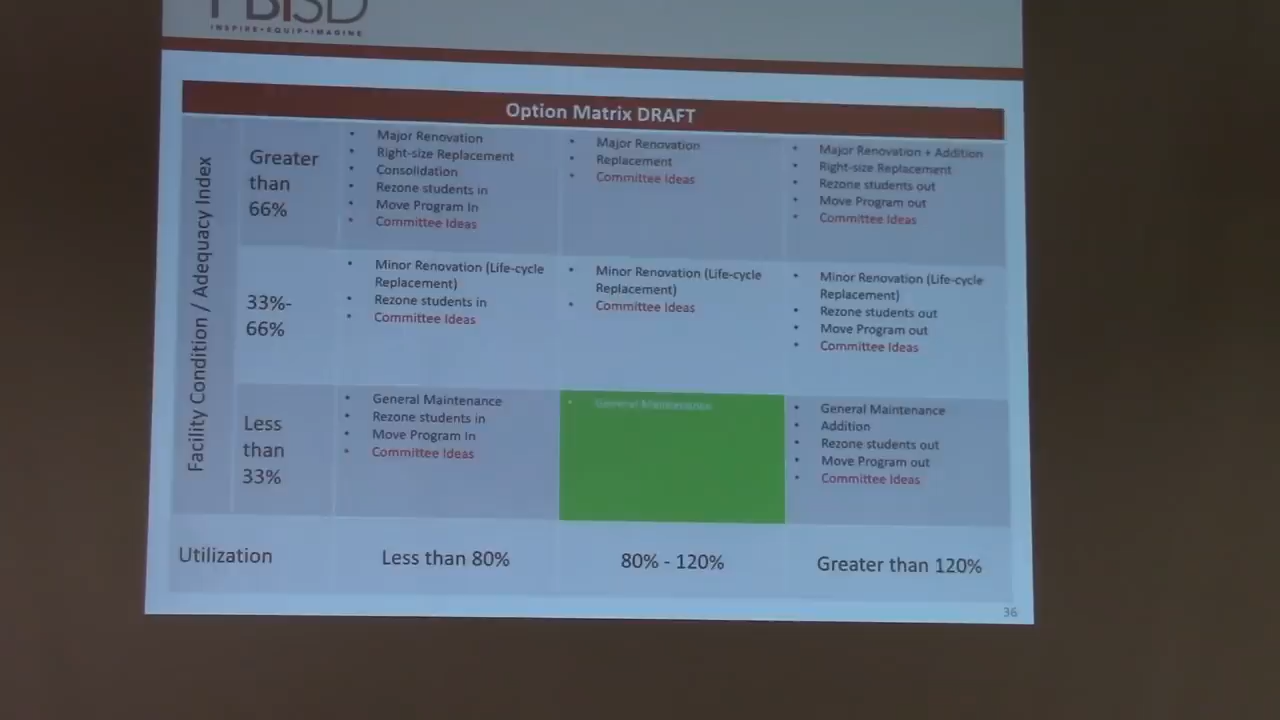 FBISD
INSPIRE•EQUIP•IMAGINE
Option Matrix DRAFT
Facility Condition / Adequacy Index
Greater
than
66%
• Major Renovation
• Right-size Replacement
• Consolidation
• Rezone students in
• Move Program In
• Committee Ideas
• Major Renovation
• Replacement
• Committee Ideas
• Major Renovation + Addition
• Right-size Replacement
• Rezone students out
• Move Program out
• Committee Ideas
33%-
66%
• Minor Renovation (Life-cycle
Replacement)
• Rezone students in
• Committee Ideas
• Minor Renovation (Life-cycle
Replacement)
• Committee Ideas
• Minor Renovation (Life-cycle
Replacement)
• Rezone students out
• Move Program out
• Committee Ideas
Less
than
33%
• General Maintenance
• Rezone students in
• Move Program In
• Committee Ideas
• General Maintenance
• General Maintenance
• Addition
• Rezone students out
• Move Program out
• Committee Ideas
Utilization
Less than 80%
80% - 120%
Greater than 120%
36